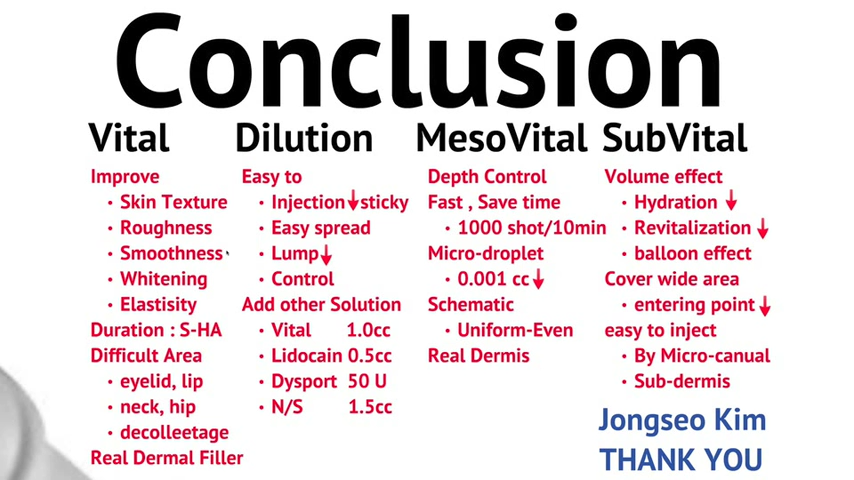 Conclusion
Vital
Improve
• Skin Texture
• Roughness
• Smoothness
• Whitening
• Elastisity
Duration : S-HA
Difficult Area
• eyelid, lip
• neck, hip
• decolleetage
Real Dermal Filler
Dilution
Easy to
• Injection↓sticky
• Easy spread
• Lump↓
• Control
Add other Solution
• Vital 1.0cc
• Lidocain 0.5cc
• Dysport 50 U
• N/S 1.5cc
MesoVital
Depth Control
Fast , Save time
• 1000 shot/10min
Micro-droplet
• 0.001 cc↓
Schematic
• Uniform-Even
Real Dermis
SubVital
Volume effect
• Hydration ↓
• Revitalization ↓
• balloon effect
Cover wide area
• entering point↓
easy to inject
• By Micro-canual
• Sub-dermis
Jongseo Kim
THANK YOU